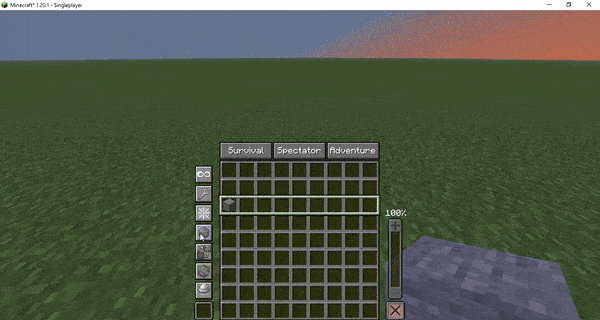 Minecraft* 1.20.1 - Singleplayer
Survival
Spectator
Adventure
100%